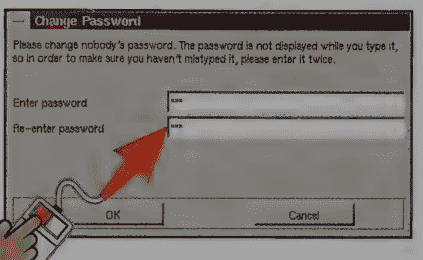 Change Password
Please change nobody's password. The password is not displayed while you type it,
so in order to make sure you haven't mistyped it, please enter it twice.
Enter password
***
Re-enter password
***
OK
Cancel